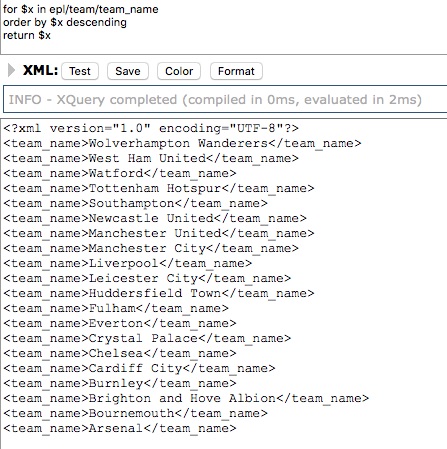 for $x in epl/team/team_name
order by $x descending
return $x
XML: Test Save Color Format
INFO - XQuery completed (compiled in 0ms, evaluated in 2ms)
<?xml version="1.0" encoding="UTF-8"?>
<team_name>Wolverhampton Wanderers</team_name>
<team_name>West Ham United</team_name>
<team_name>Watford</team_name>
<team_name>Tottenham Hotspur</team_name>
<team_name>Southampton</team_name>
<team_name>Newcastle United</team_name>
<team_name>Manchester United</team_name>
<team_name>Manchester City</team_name>
<team_name>Liverpool</team_name>
<team_name>Leicester City</team_name>
<team_name>Huddersfield Town</team_name>
<team_name>Fulham</team_name>
<team_name>Everton</team_name>
<team_name>Crystal Palace</team_name>
<team_name>Chelsea</team_name>
<team_name>Cardiff City</team_name>
<team_name>Burnley</team_name>
<team_name>Brighton and Hove Albion</team_name>
<team_name>Bournemouth</team_name>
<team_name>Arsenal</team_name>